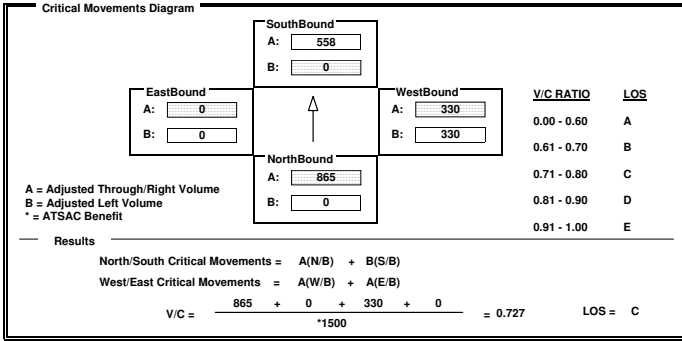 Critical Movements Diagram
SouthBound
A: 558
B: 0
EastBound
A: 0
B: 0
WestBound
A: 330
B: 330
NorthBound
A: 865
B: 0
V/C RATIO LOS
0.00 - 0.60 A
0.61 - 0.70 B
0.71 - 0.80 C
0.81 - 0.90 D
0.91 - 1.00 E
A = Adjusted Through/Right Volume
B = Adjusted Left Volume
* = ATSAC Benefit
Results
North/South Critical Movements = A(N/B) + B(S/B)
West/East Critical Movements = A(W/B) + A(E/B)
865 + 0 + 330 + 0
V/C = = 0.727 LOS = C
*1500